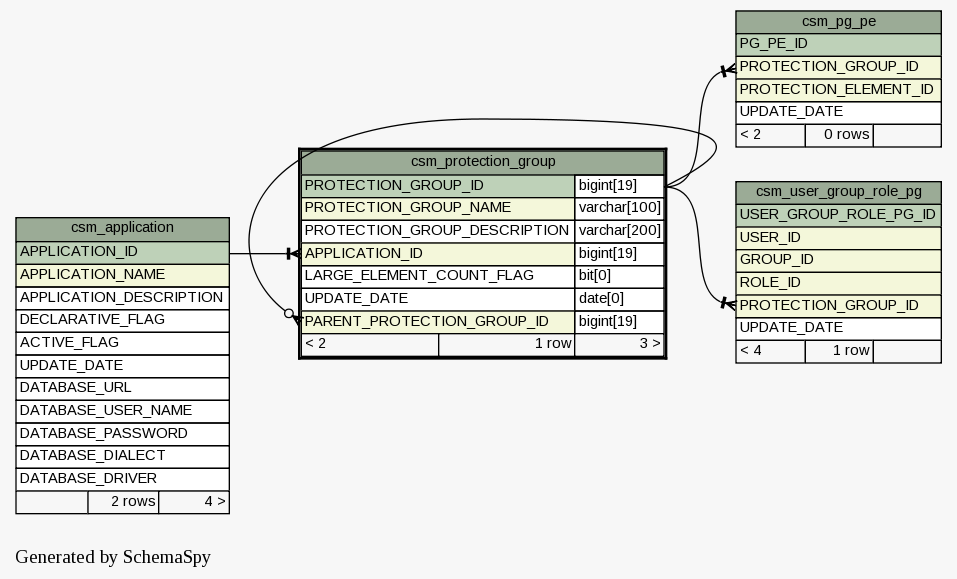 csm_pg_pe
PG_PE_ID
PROTECTION_GROUP_ID
PROTECTION_ELEMENT_ID
UPDATE_DATE
< 2 0 rows
csm_protection_group
PROTECTION_GROUP_ID bigint[19]
PROTECTION_GROUP_NAME varchar[100]
PROTECTION_GROUP_DESCRIPTION varchar[200]
APPLICATION_ID bigint[19]
LARGE_ELEMENT_COUNT_FLAG bit[0]
UPDATE_DATE date[0]
PARENT_PROTECTION_GROUP_ID bigint[19]
< 2 1 row 3 >
csm_user_group_role_pg
USER_GROUP_ROLE_PG_ID
USER_ID
GROUP_ID
ROLE_ID
PROTECTION_GROUP_ID
UPDATE_DATE
< 4 1 row
csm_application
APPLICATION_ID
APPLICATION_NAME
APPLICATION_DESCRIPTION
DECLARATIVE_FLAG
ACTIVE_FLAG
UPDATE_DATE
DATABASE_URL
DATABASE_USER_NAME
DATABASE_PASSWORD
DATABASE_DIALECT
DATABASE_DRIVER
2 rows 4 >
Generated by SchemaSpy